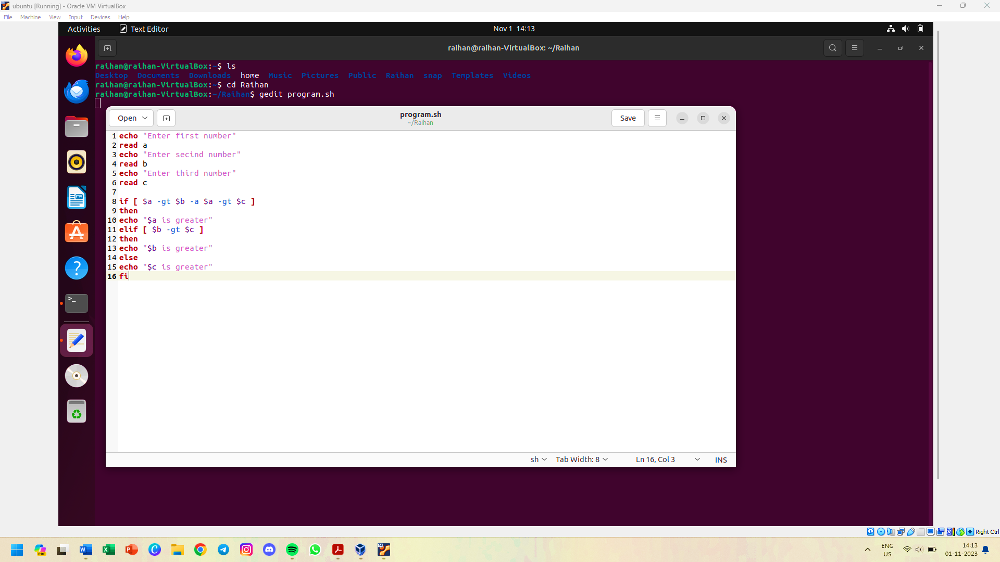 ubuntu [Running] - Oracle VM VirtualBox
File Machine View Input Devices Help
Activities Text Editor Nov 1 14:13
raihan@raihan-VirtualBox: ~/Raihan
raihan@raihan-VirtualBox:~$ ls
Desktop Documents Downloads home Music Pictures Public Raihan snap Templates Videos
raihan@raihan-VirtualBox:~$ cd Raihan
raihan@raihan-VirtualBox:~/Raihan$ gedit program.sh
Open program.sh Save
~/Raihan
1 echo "Enter first number"
2 read a
3 echo "Enter secind number"
4 read b
5 echo "Enter third number"
6 read c
7
8 if [ $a -gt $b -a $a -gt $c ]
9 then
10 echo "$a is greater"
11 elif [ $b -gt $c ]
12 then
13 echo "$b is greater"
14 else
15 echo "$c is greater"
16 fi
sh Tab Width: 8 Ln 16, Col 3 INS
Right Ctrl
ENG
US
14:13
01-11-2023